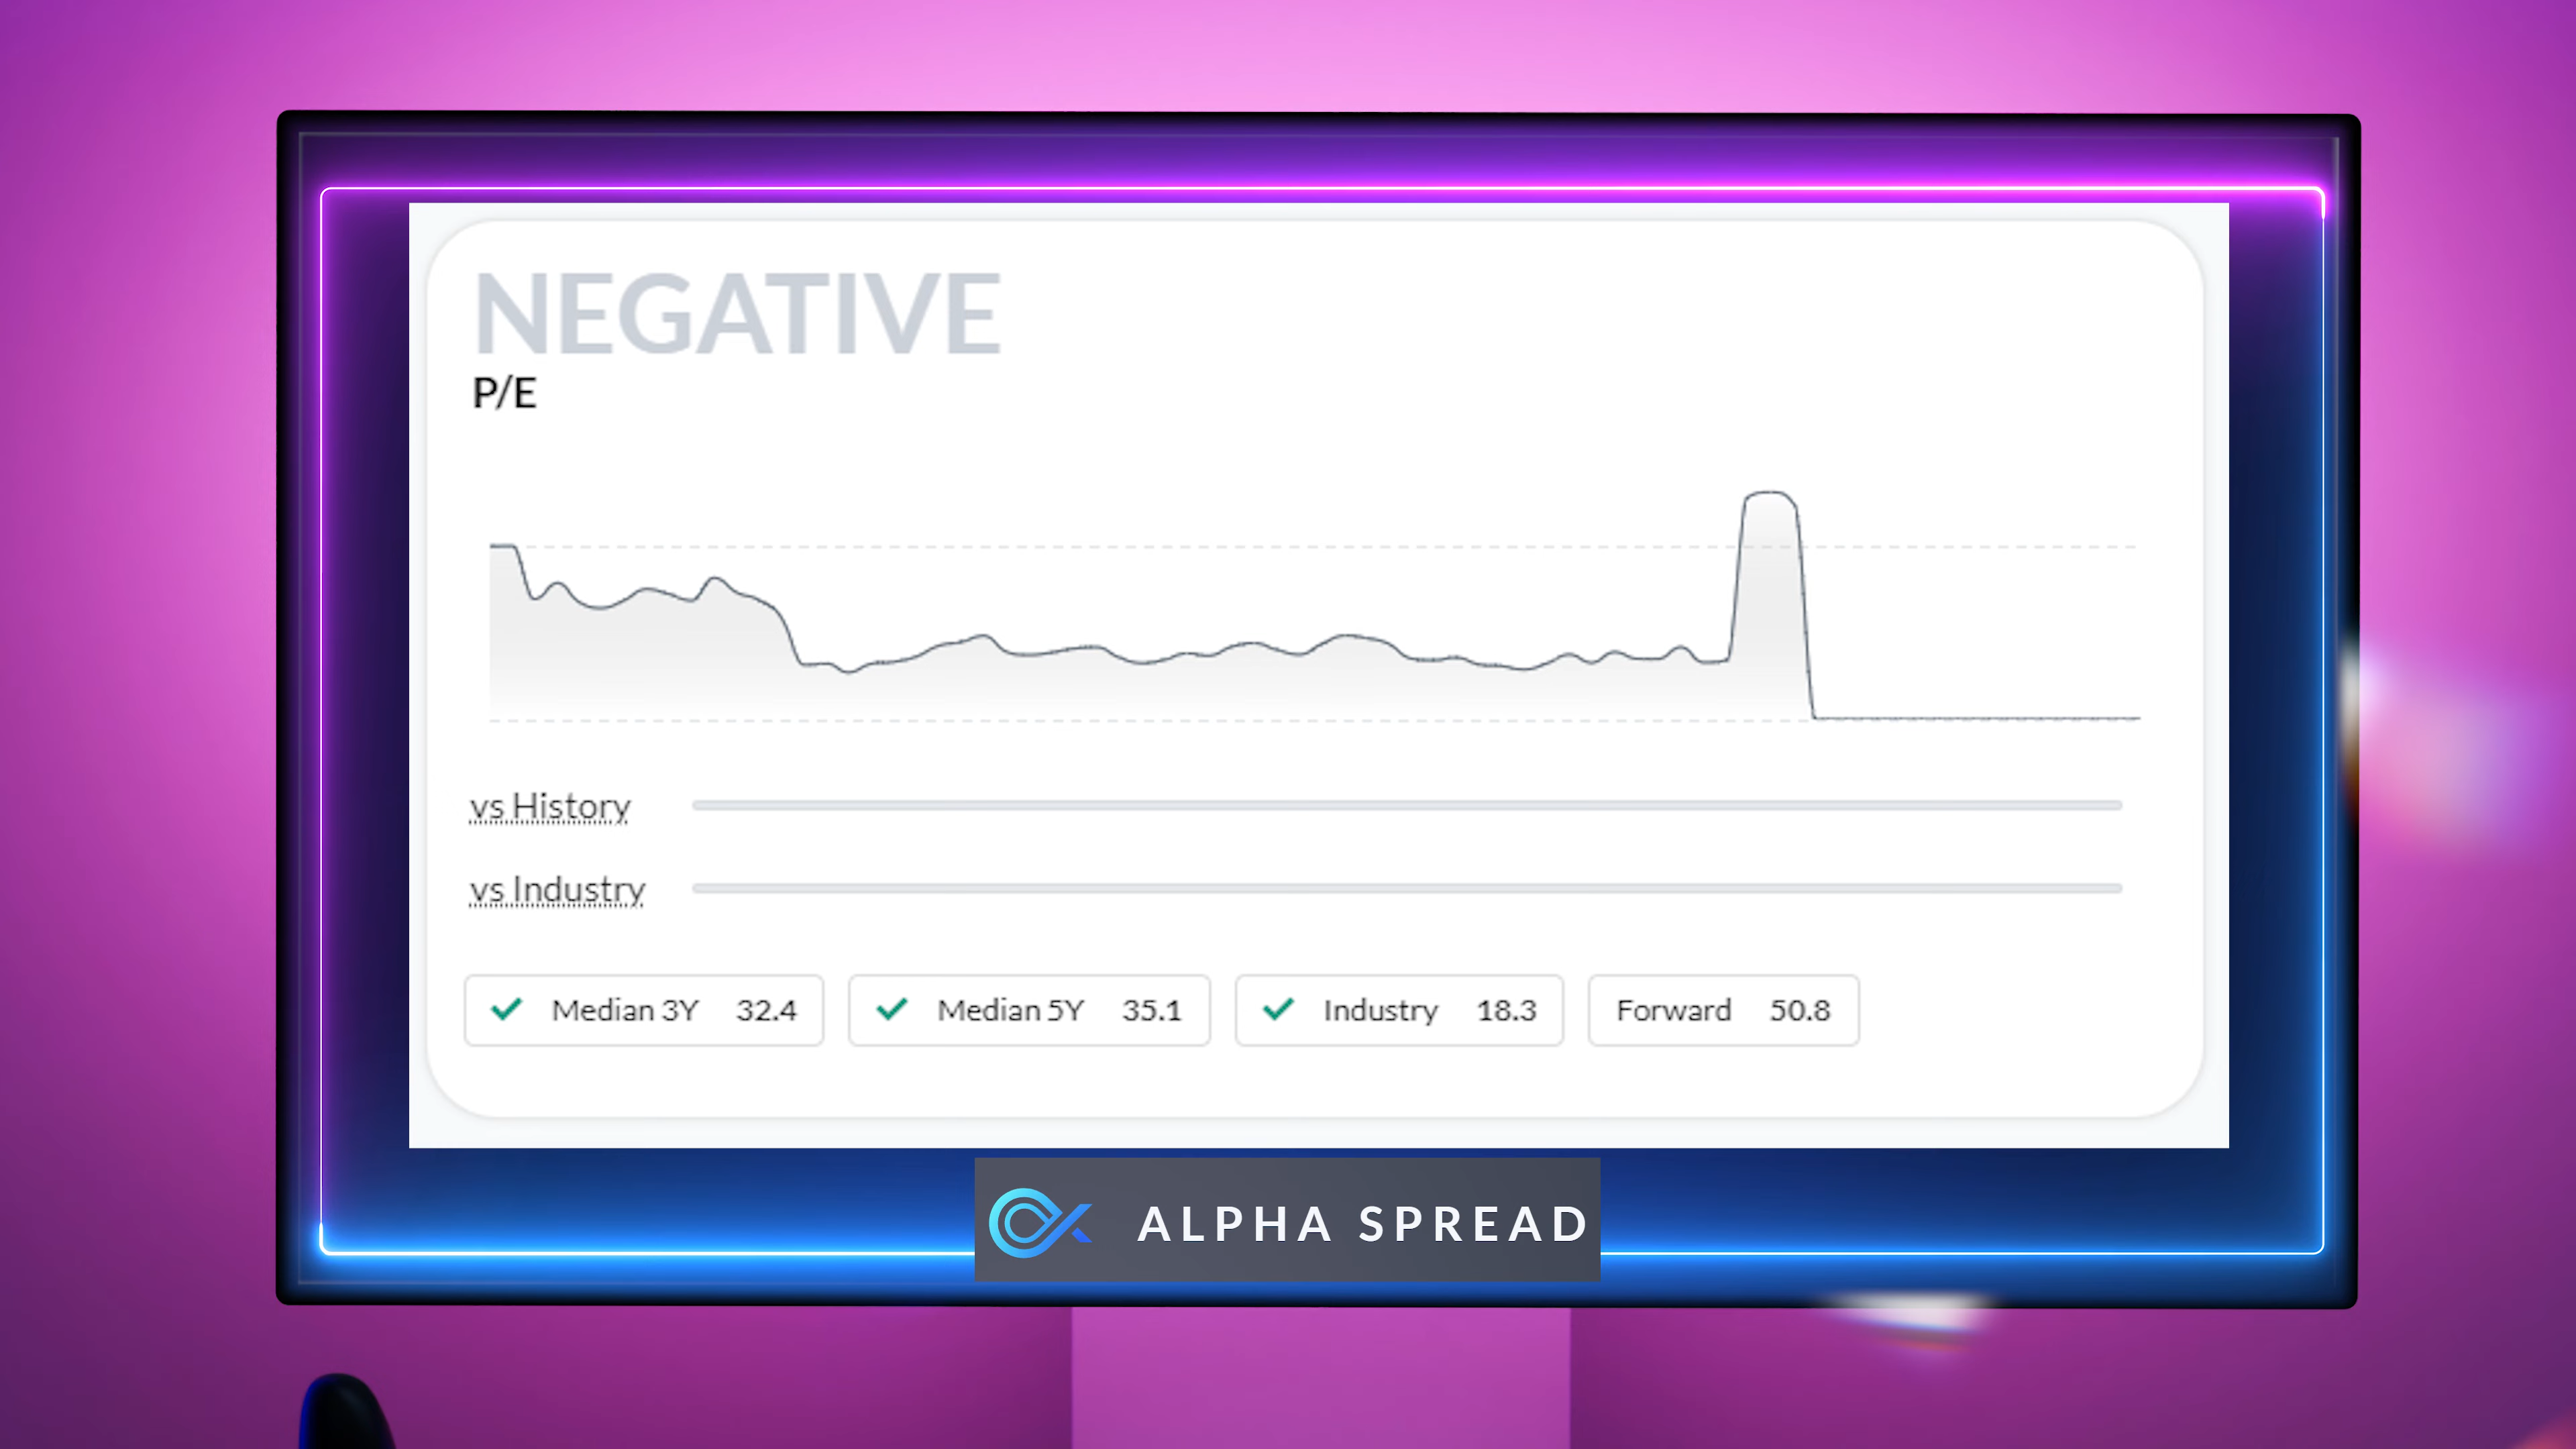 NEGATIVE
P/E
vs History
vs Industry
Median 3Y 32.4 Median 5Y 35.1 Industry 18.3 Forward 50.8
ALPHA SPREAD